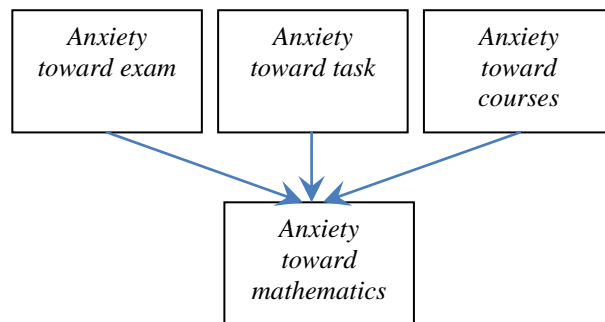 Anxiety
toward exam
Anxiety
toward task
Anxiety
toward
courses
Anxiety
toward
mathematics